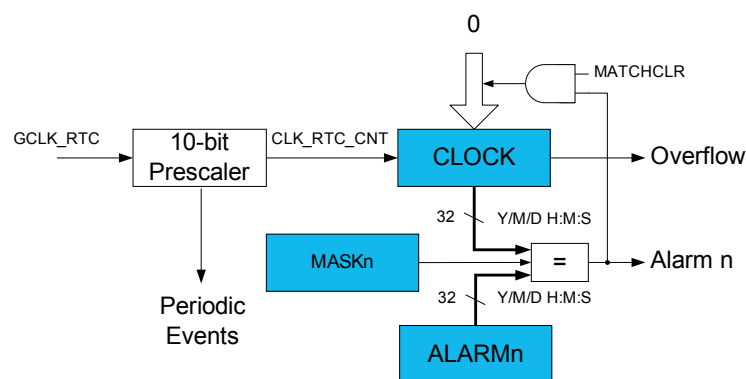 0
MATCHCLR
GCLK_RTC
10-bit
Prescaler
CLK_RTC_CNT
CLOCK
Overflow
32
Y/M/D H:M:S
MASKn
=
Alarm n
32
Y/M/D H:M:S
Periodic
Events
ALARMn